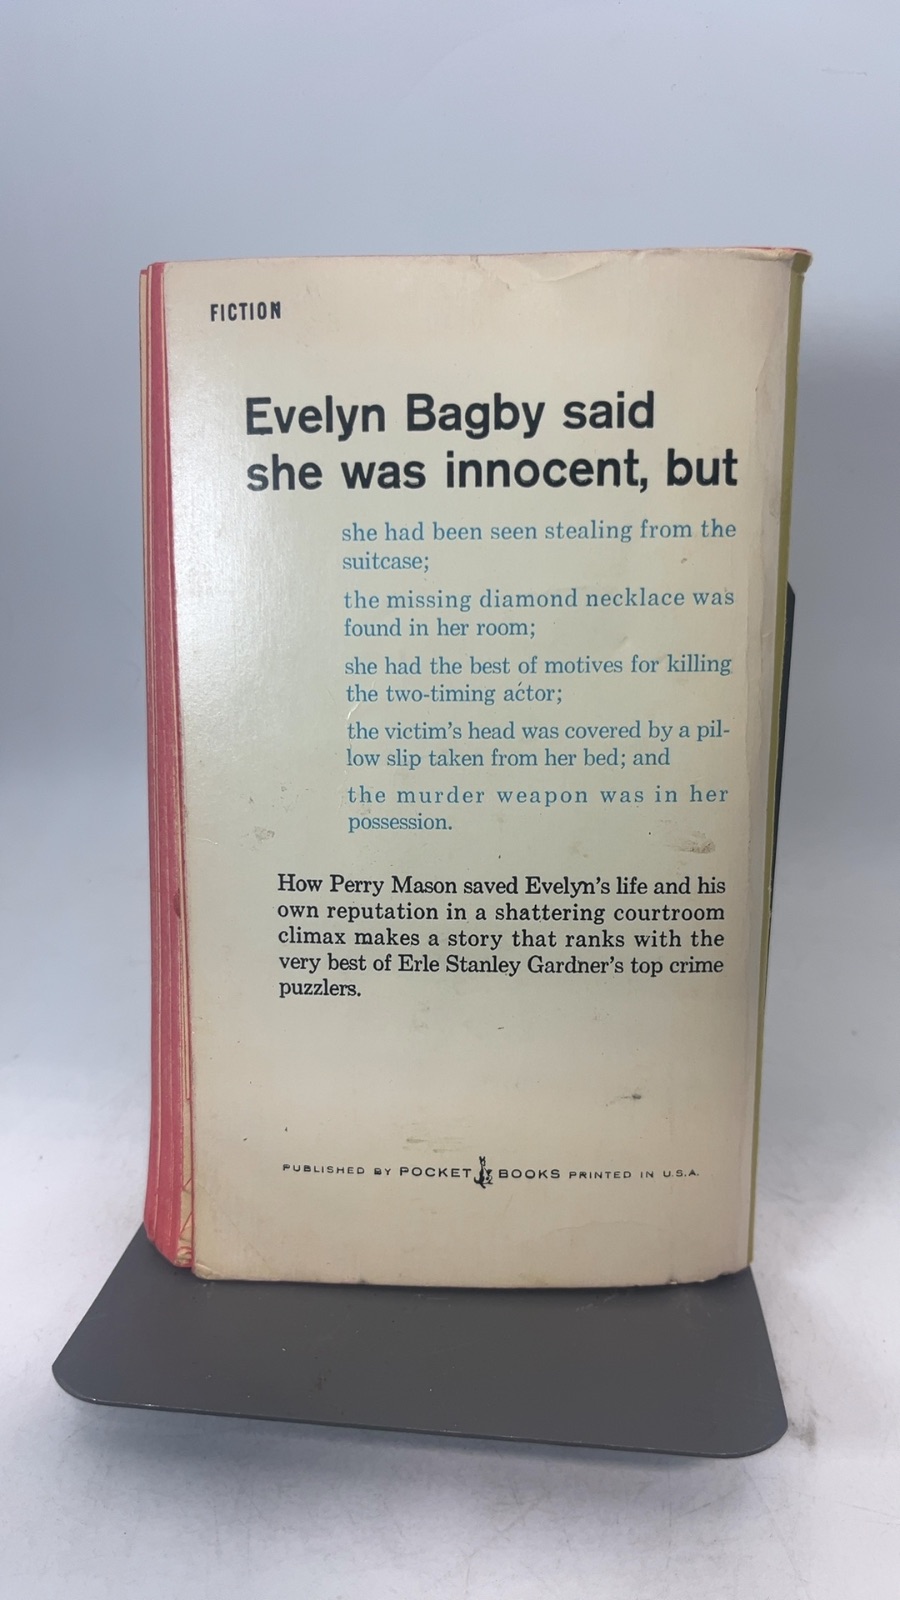 FICTION
Evelyn Bagby said
she was innocent, but
she had been seen stealing from the
suitcase;
the missing diamond necklace was
found in her room;
she had the best of motives for killing
the two-timing actor;
the victim's head was covered by a pil-
low slip taken from her bed; and
the murder weapon was in her
possession.
How Perry Mason saved Evelyn's life and his
own reputation in a shattering courtroom
climax makes a story that ranks with the
very best of Erle Stanley Gardner's top crime
puzzlers.
PUBLISHED BY POCKET BOOKS PRINTED IN U.S.A.